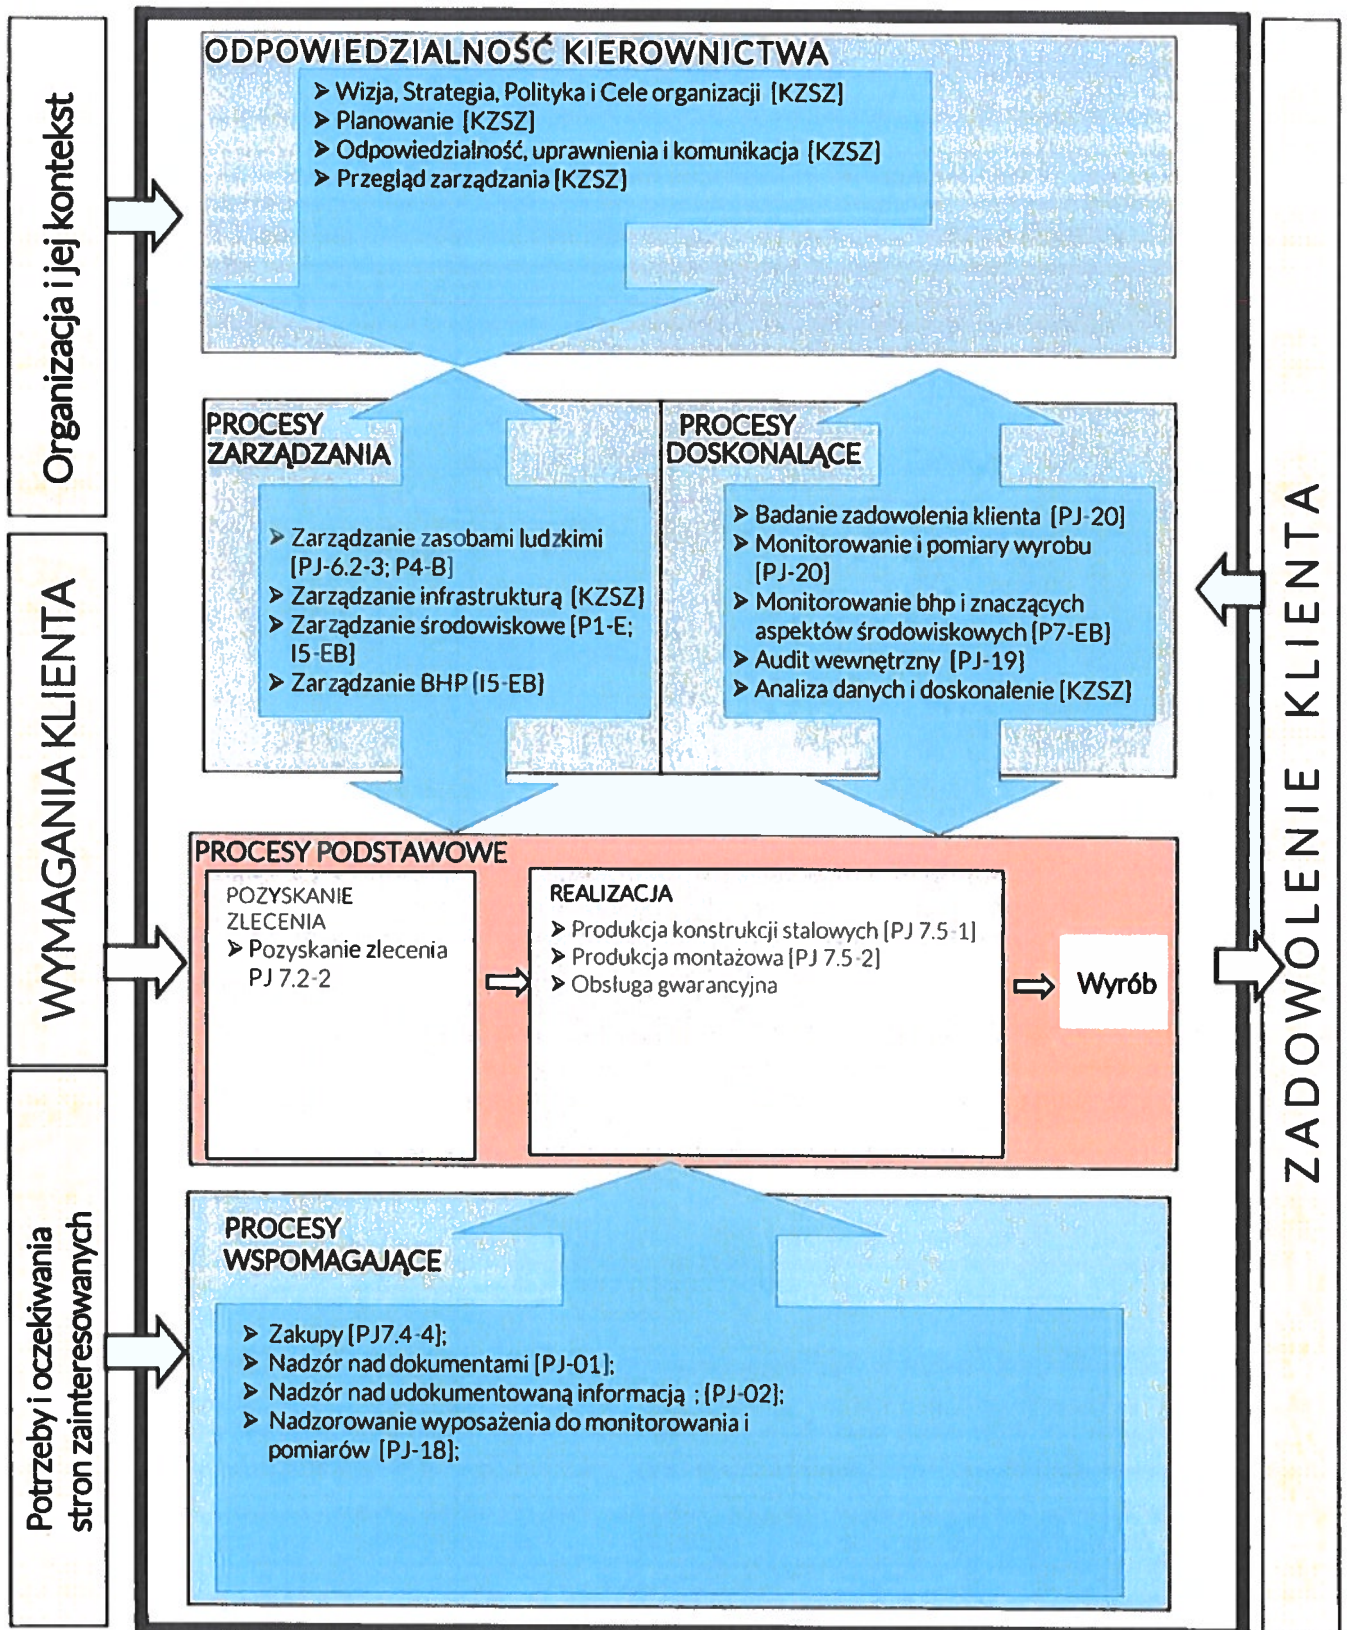 Organizacja i jej kontekst
WYMAGANIA KLIENTA
Potrzeby i oczekiwania
stron zainteresowanych
ODPOWIEDZIALNOŚĆ KIEROWNICTWA
➢ Wizja, Strategia, Polityka i Cele organizacji [KZSZ]
➢ Planowanie [KZSZ]
➢ Odpowiedzialność, uprawnienia i komunikacja [KZSZ]
➢ Przegląd zarządzania [KZSZ]
PROCESY
ZARZĄDZANIA
➢ Zarządzanie zasobami ludzkimi
[PJ-6.2-3; P4-B]
➢ Zarządzanie infrastrukturą [KZSZ]
➢ Zarządzanie środowiskowe [P1-E;
I5-EB]
➢ Zarządzanie BHP [I5-EB]
PROCESY
DOSKONALĄCE
➢ Badanie zadowolenia klienta [PJ-20]
➢ Monitorowanie i pomiary wyrobu
[PJ-20]
➢ Monitorowanie bhp i znaczących
aspektów środowiskowych [P7-EB]
➢ Audit wewnętrzny [PJ-19]
➢ Analiza danych i doskonalenie [KZSZ]
PROCESY PODSTAWOWE
POZYSKANIE
ZLECENIA
➢ Pozyskanie zlecenia
PJ 7.2-2
REALIZACJA
➢ Produkcja konstrukcji stalowych [PJ 7.5-1]
➢ Produkcja montażowa [PJ 7.5-2]
➢ Obsługa gwarancyjna
Wyrób
PROCESY
WSPOMAGAJĄCE
➢ Zakupy [PJ7.4-4];
➢ Nadzór nad dokumentami [PJ-01];
➢ Nadzór nad udokumentowaną informacją ; [PJ-02];
➢ Nadzorowanie wyposażenia do monitorowania i
pomiarów [PJ-18];
ZADOWOLENIE KLIENTA